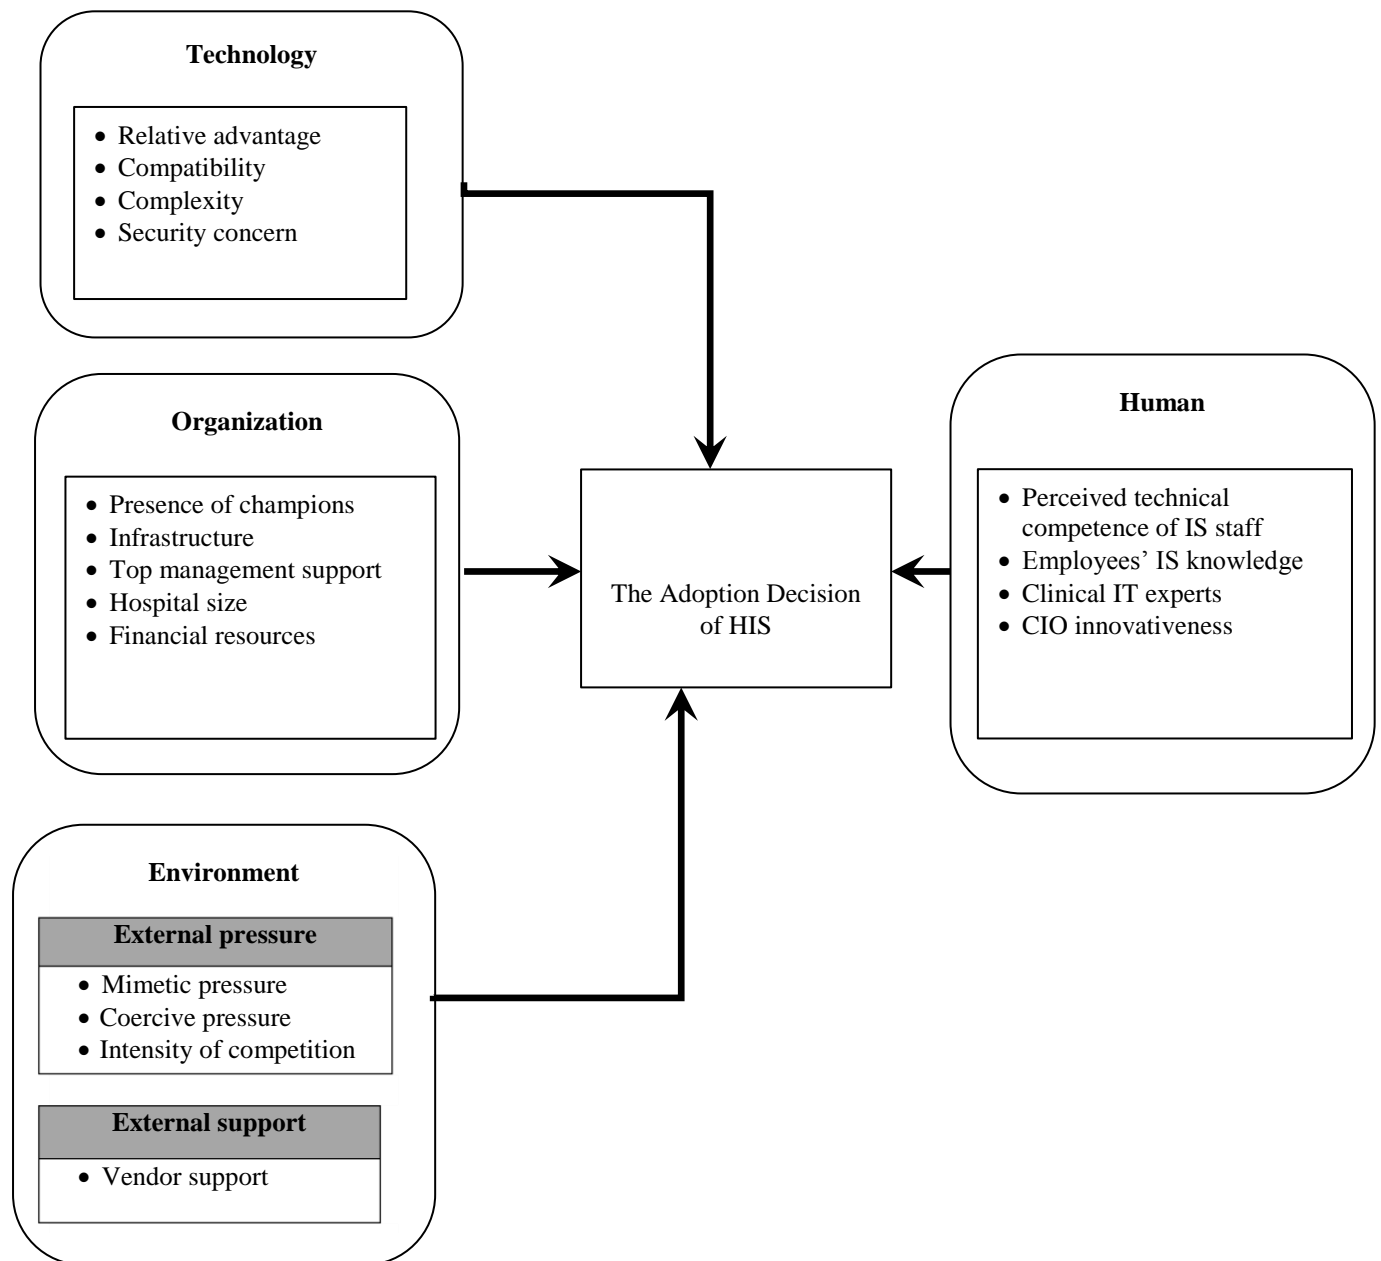 Technology
• Relative advantage
• Compatibility
• Complexity
• Security concern
Organization
• Presence of champions
• Infrastructure
• Top management support
• Hospital size
• Financial resources
Environment
External pressure
• Mimetic pressure
• Coercive pressure
• Intensity of competition
External support
• Vendor support
The Adoption Decision
of HIS
Human
• Perceived technical
competence of IS staff
• Employees’ IS knowledge
• Clinical IT experts
• CIO innovativeness